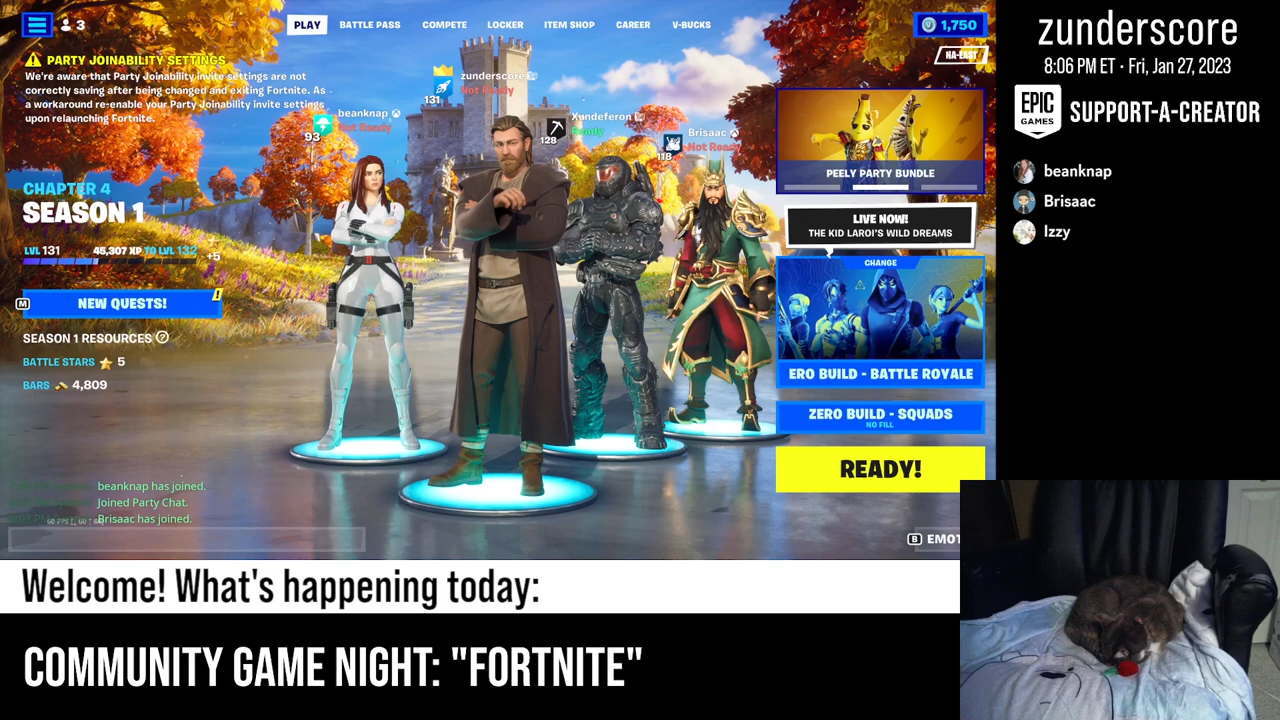 3
PLAY
BATTLE PASS
COMPETE
LOCKER
ITEM SHOP
CAREER
V-BUCKS
1,750
NA-EAST
PARTY JOINABILITY SETTINGS
We're aware that Party Joinability invite settings are not
correctly saving after being changed and exiting Fortnite. As
a workaround re-enable your Party Joinability invite settings
upon relaunching Fortnite.
beanknap
Not Ready
93
zunderscore
Not Ready
131
Xundeferon
Ready
128
Brisaac
Not Ready
118
CHAPTER 4
SEASON 1
LVL 131
45,307 XP TO LVL 132
+5
M
NEW QUESTS!
SEASON 1 RESOURCES ?
BATTLE STARS 5
BARS 4,809
PEELY PARTY BUNDLE
LIVE NOW!
THE KID LAROI'S WILD DREAMS
CHANGE
ERO BUILD - BATTLE ROYALE
ZERO BUILD - SQUADS
NO FILL
READY!
B EMOT
beanknap has joined.
Joined Party Chat.
Brisaac has joined.
zunderscore
8:06 PM ET · Fri, Jan 27, 2023
EPIC
GAMES
SUPPORT-A-CREATOR
beanknap
Brisaac
Izzy
Welcome! What's happening today:
COMMUNITY GAME NIGHT: "FORTNITE"